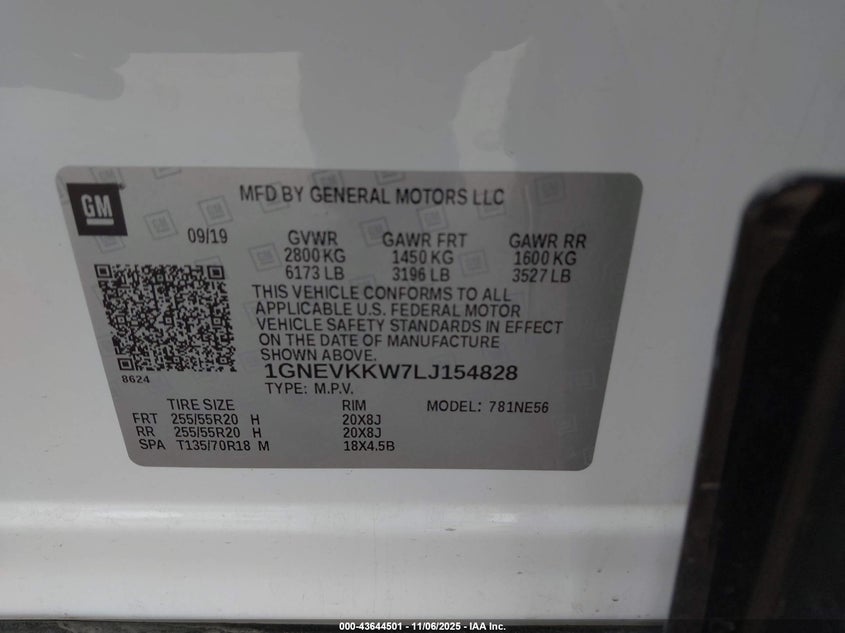 GM
MFD BY GENERAL MOTORS LLC
09/19 GVWR GAWR FRT GAWR RR
2800 KG 1450 KG 1600 KG
6173 LB 3196 LB 3527 LB
THIS VEHICLE CONFORMS TO ALL
APPLICABLE U.S. FEDERAL MOTOR
VEHICLE SAFETY STANDARDS IN EFFECT
ON THE DATE OF MANUFACTURE
SHOWN ABOVE.
8624
1GNEVKKW7LJ154828
TYPE: M.P.V.
TIRE SIZE RIM MODEL: 781NE56
FRT 255/55R20 H 20X8J
RR 255/55R20 H 20X8J
SPA T135/70R18 M 18X4.5B
000-43644501 - 11/06/2025 - IAA Inc.